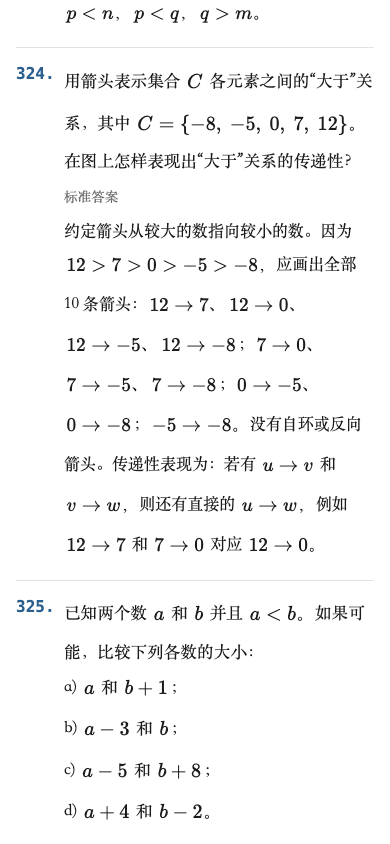 p < n, p < q, q > m。
324. 用箭头表示集合 C 各元素之间的“大于”关
系，其中 C = {−8, −5, 0, 7, 12}。
在图上怎样表现出“大于”关系的传递性？
标准答案
约定箭头从较大的数指向较小的数。因为
12 > 7 > 0 > −5 > −8，应画出全部
10 条箭头：12 → 7、12 → 0、
12 → −5、12 → −8；7 → 0、
7 → −5、7 → −8；0 → −5、
0 → −8；−5 → −8。没有自环或反向
箭头。传递性表现为：若有 u → v 和
v → w，则还有直接的 u → w，例如
12 → 7 和 7 → 0 对应 12 → 0。
325. 已知两个数 a 和 b 并且 a < b。如果可
能，比较下列各数的大小：
a) a 和 b + 1；
b) a − 3 和 b；
c) a − 5 和 b + 8；
d) a + 4 和 b − 2。